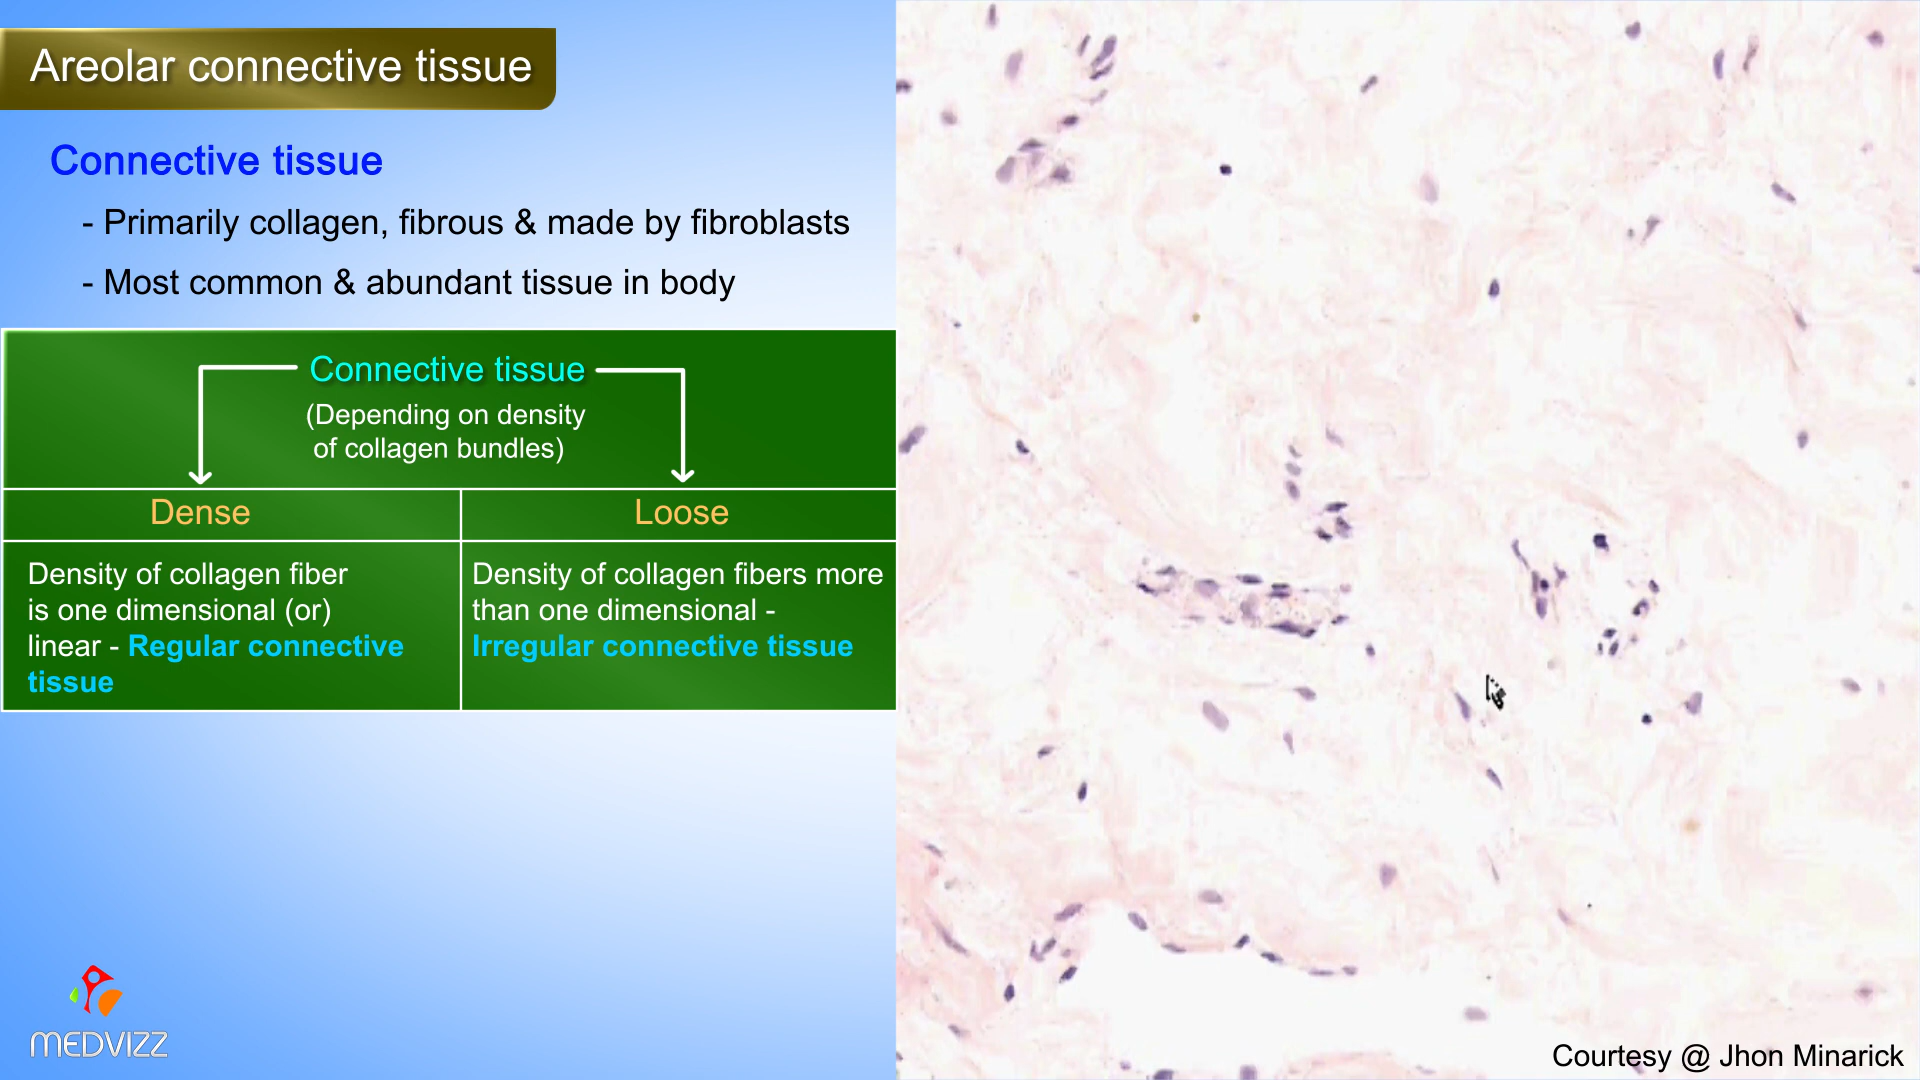 Areolar connective tissue
Connective tissue
- Primarily collagen, fibrous & made by fibroblasts
- Most common & abundant tissue in body
Connective tissue
(Depending on density
of collagen bundles)
Dense
Loose
Density of collagen fiber
is one dimensional (or)
linear - Regular connective
tissue
Density of collagen fibers more
than one dimensional -
Irregular connective tissue
MEDVIZZ
Courtesy @ Jhon Minarick